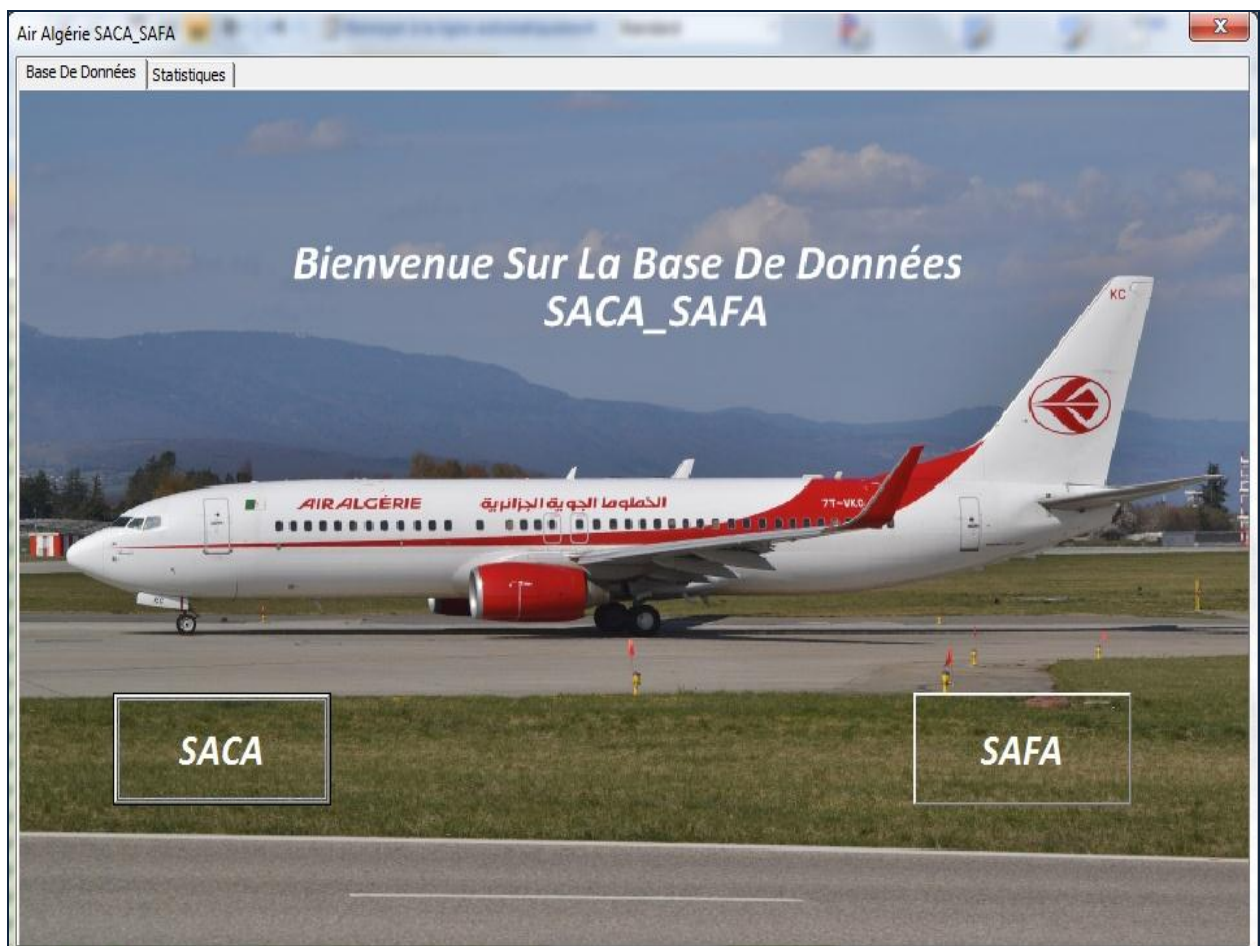 Air Algérie SACA_SAFA
Base De Données
Statistiques
Bienvenue Sur La Base De Données
SACA_SAFA
KC
AIR ALGÉRIE
الخطوط الجوية الجزائرية
7T-VKC
KC
SACA
SAFA